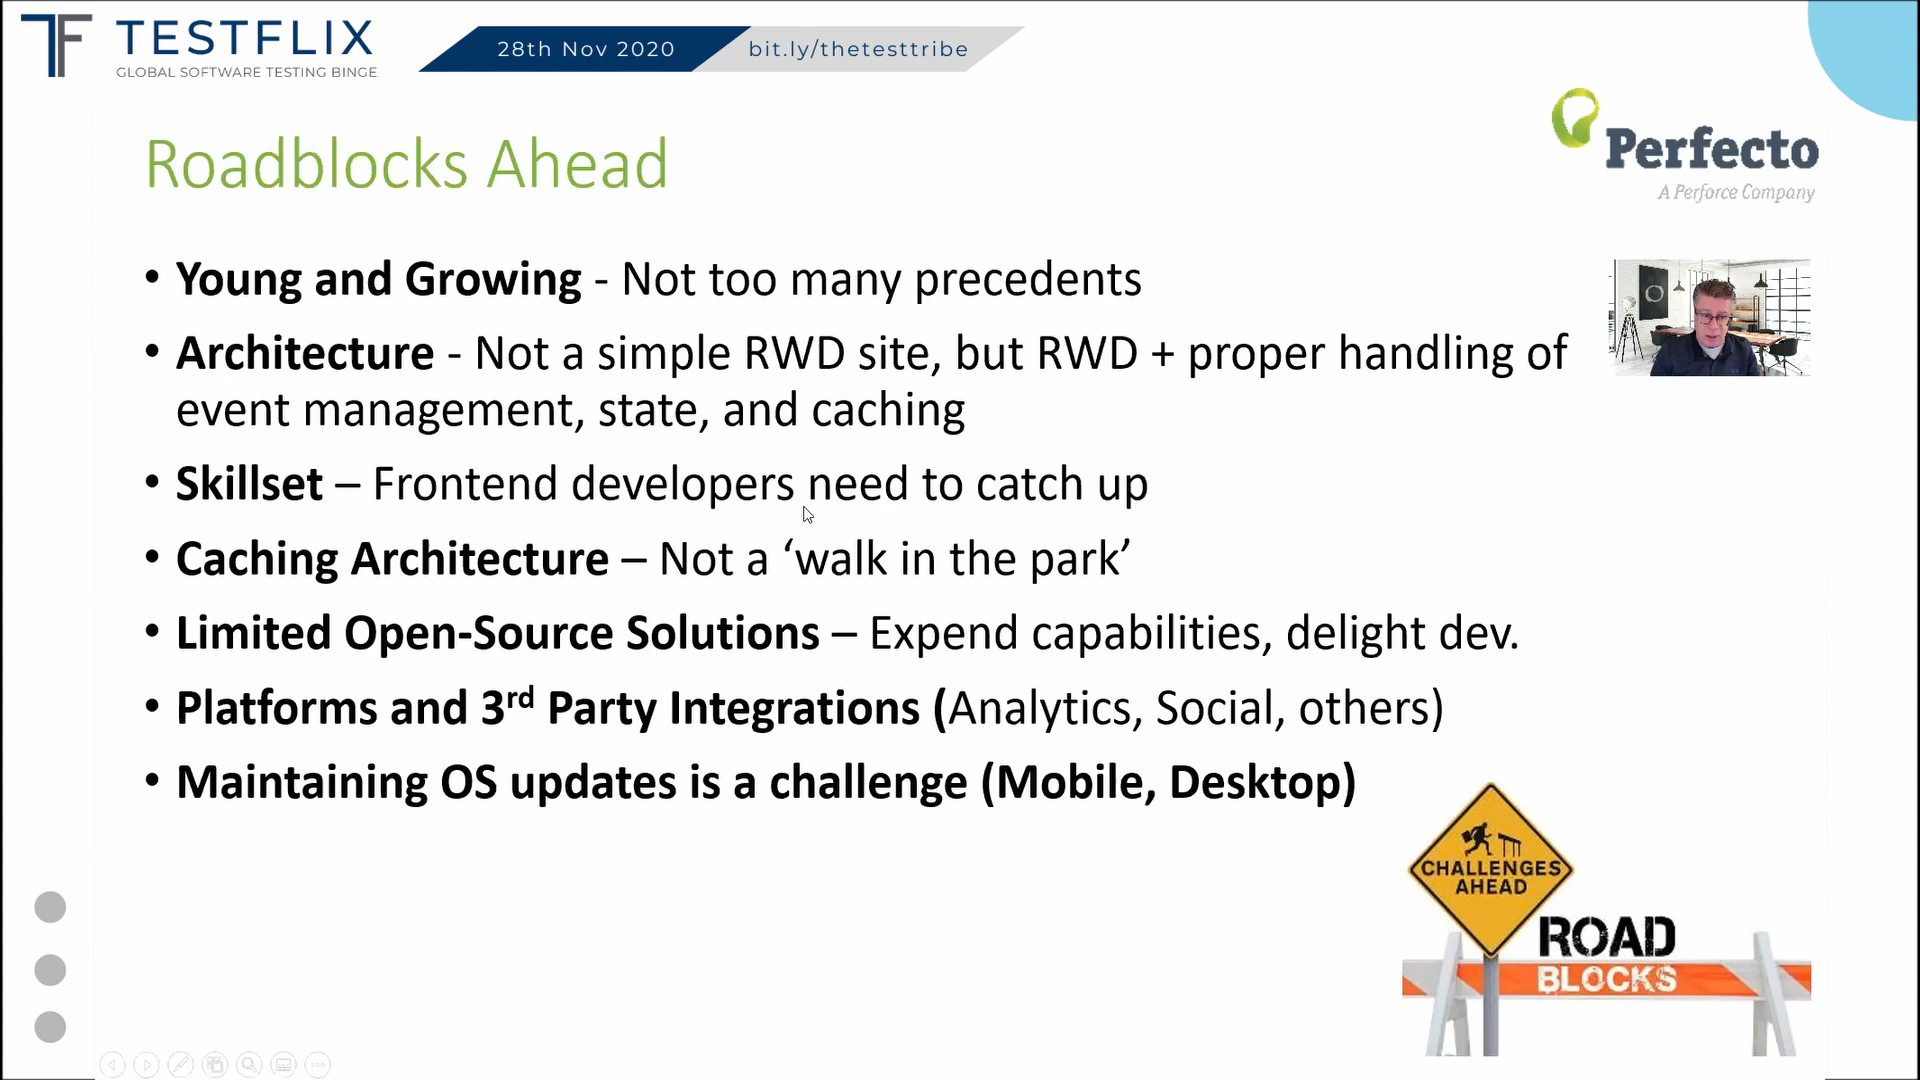 TF TESTFLIX
GLOBAL SOFTWARE TESTING BINGE
28th Nov 2020
bit.ly/thetesttribe
Perfecto
A Perforce Company
Roadblocks Ahead
• Young and Growing - Not too many precedents
• Architecture - Not a simple RWD site, but RWD + proper handling of
event management, state, and caching
• Skillset – Frontend developers need to catch up
• Caching Architecture – Not a ‘walk in the park’
• Limited Open-Source Solutions – Expend capabilities, delight dev.
• Platforms and 3rd Party Integrations (Analytics, Social, others)
• Maintaining OS updates is a challenge (Mobile, Desktop)
CHALLENGES
AHEAD
ROAD
BLOCKS